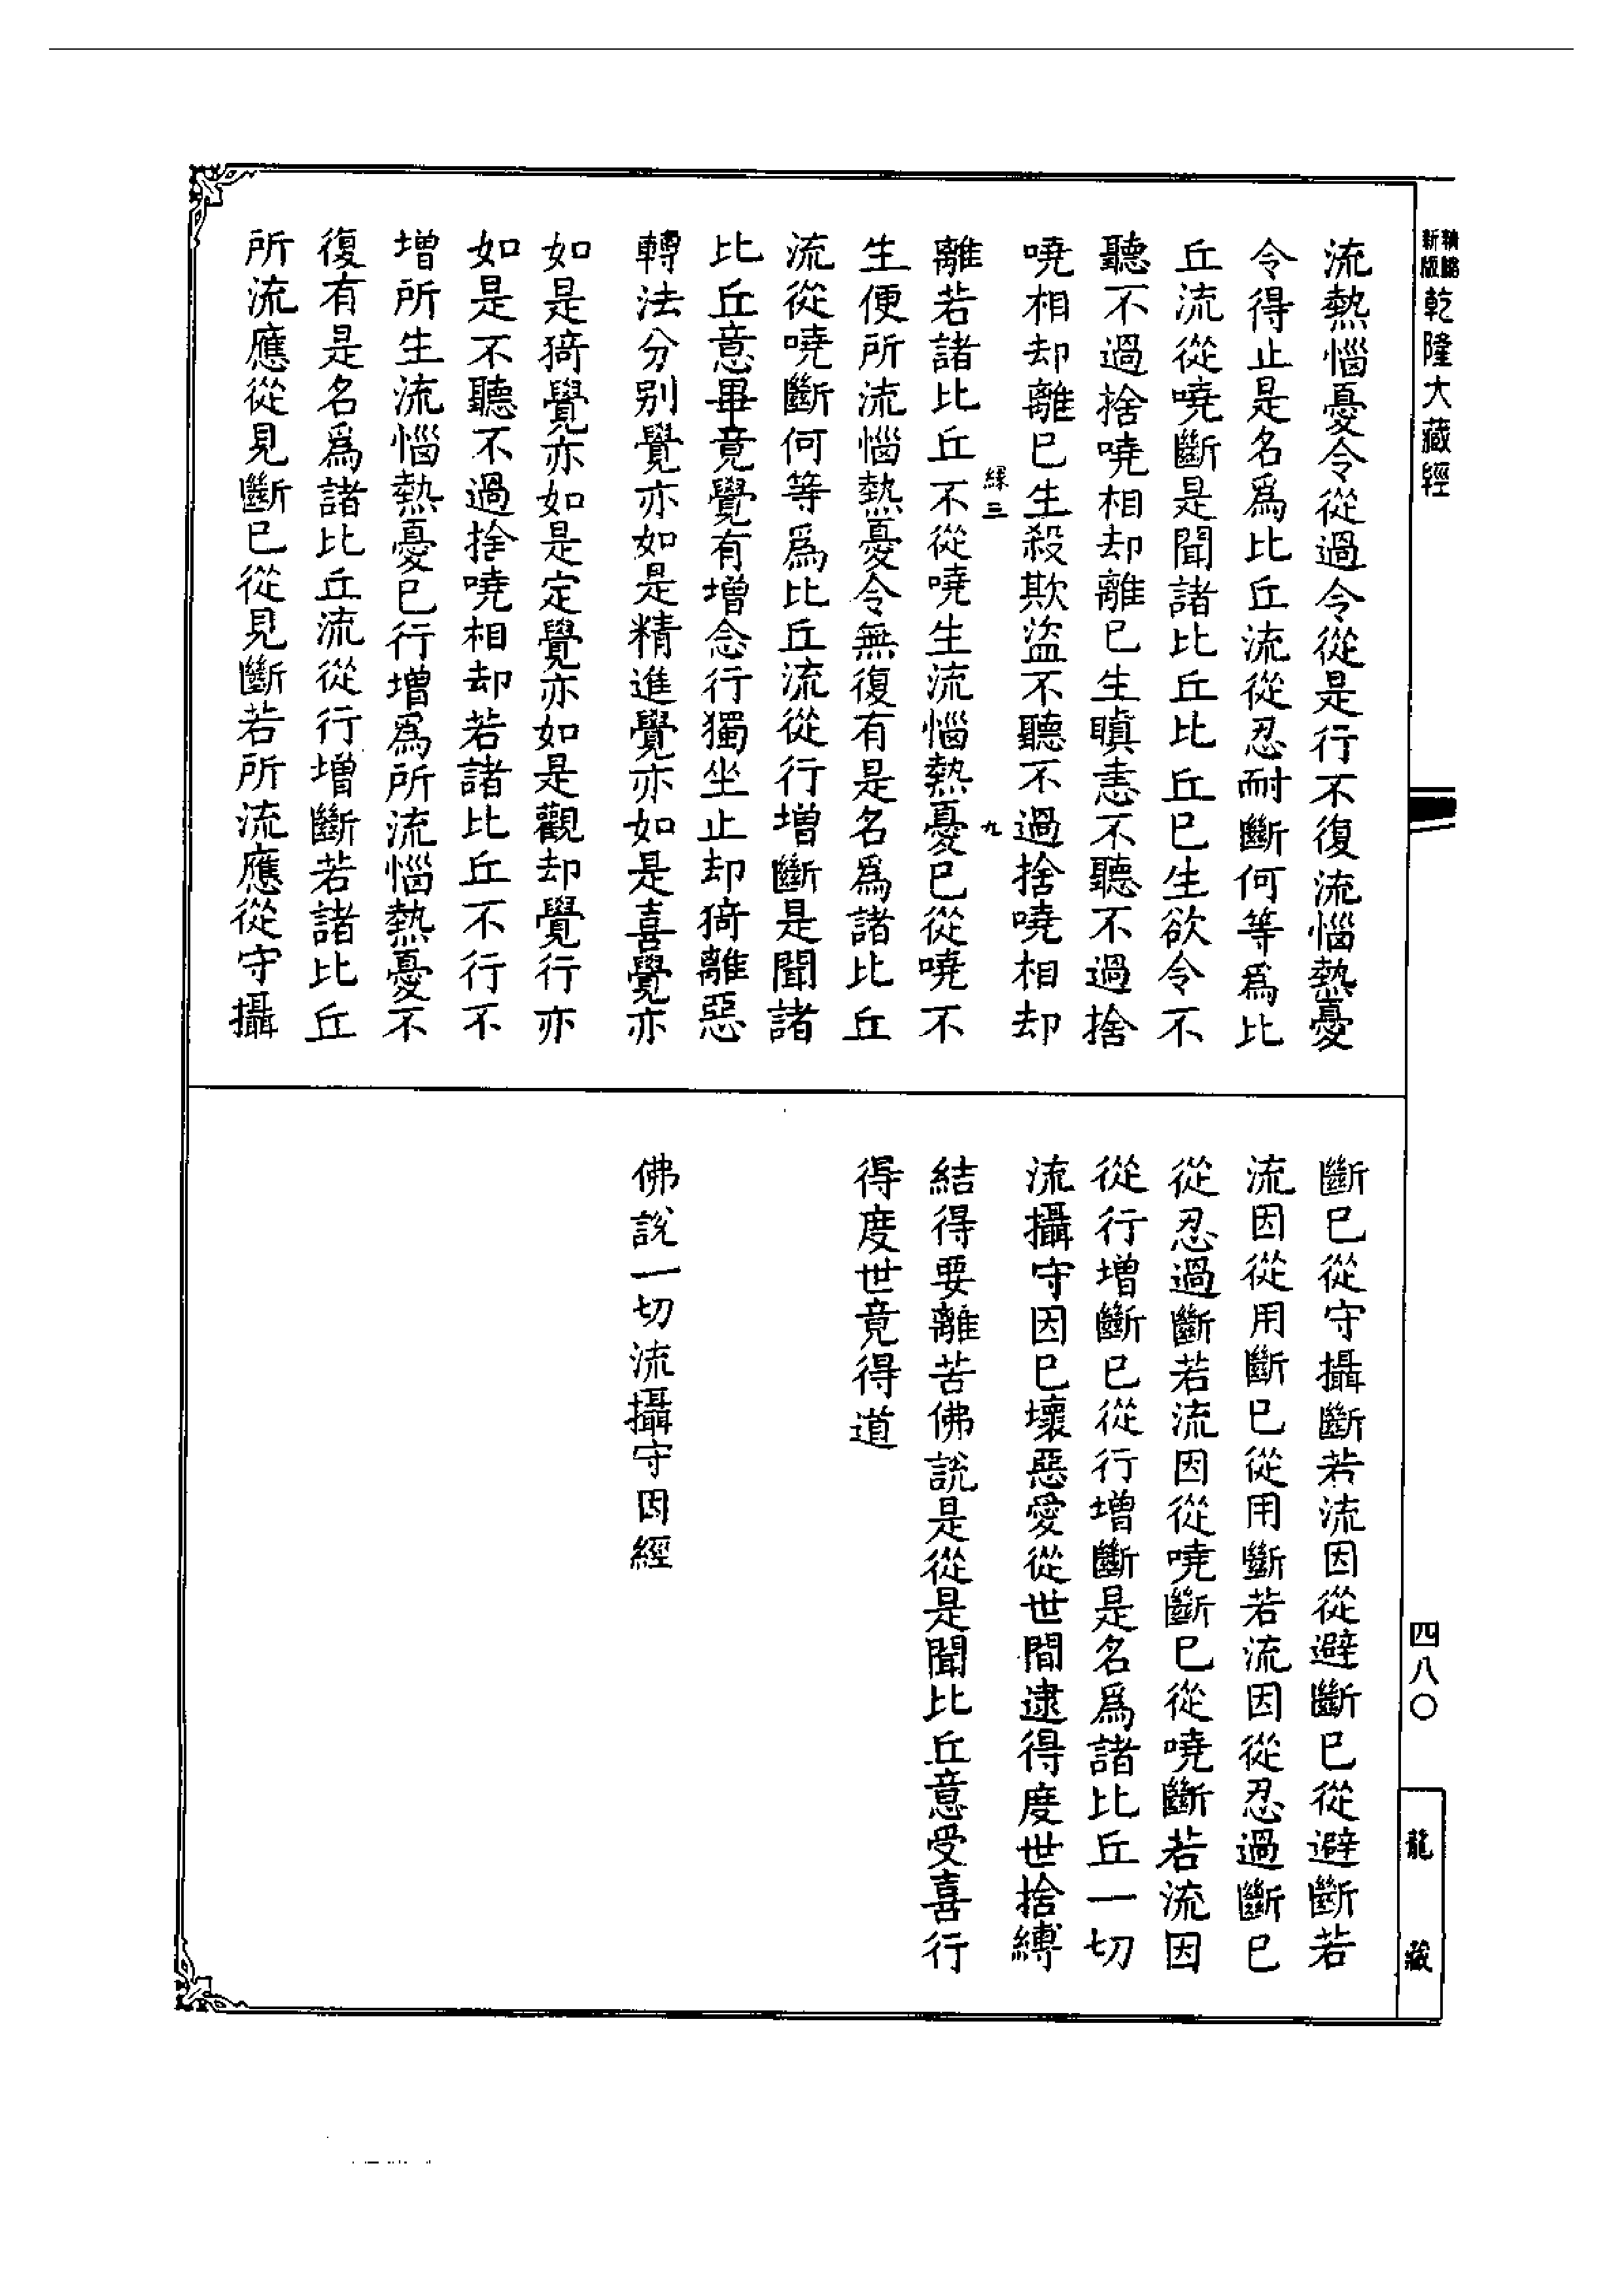 新版
乾隆大藏經
流熱惱憂令從過令從是行不復流惱熱憂
令得止是名爲比丘流從忍耐斷何等爲比
丘流從嘵斷是聞諸比丘比丘已生欲令不
聽不過捨嘵相却離已生瞋恚不聽不過捨
嘵相却離已生殺欺盜不聽不過捨嘵相却
緣三
九
離若諸比丘不從嘵生流惱熱憂已從嘵不
生便所流惱熱憂令無復有是名爲諸比丘
流從嘵斷何等爲比丘流從行增斷是聞諸
比丘意畢竟覺有增念行獨坐止却猗離惡
轉法分别覺亦如是精進覺亦如是喜覺亦
如是猗覺亦如是定覺亦如是觀却覺行亦
如是不聽不過捨嘵相却若諸比丘不行不
增所生流惱熱憂已行增爲所流惱熱憂不
復有是名爲諸比丘流從行增斷若諸比丘
所流應從見斷已從見斷若所流應從守攝
斷已從守攝斷若流因從避斷已從避斷若
流因從用斷已從用斷若流因從忍過斷已
從忍過斷若流因從嘵斷已從嘵斷若流因
從行增斷已從行增斷是名爲諸比丘一切
流攝守因已壞惡愛從世間逮得度世捨縛
結得要離苦佛說是從是聞比丘意受喜行
得度世竟得道
佛說一切流攝守因經
四八〇
龍藏